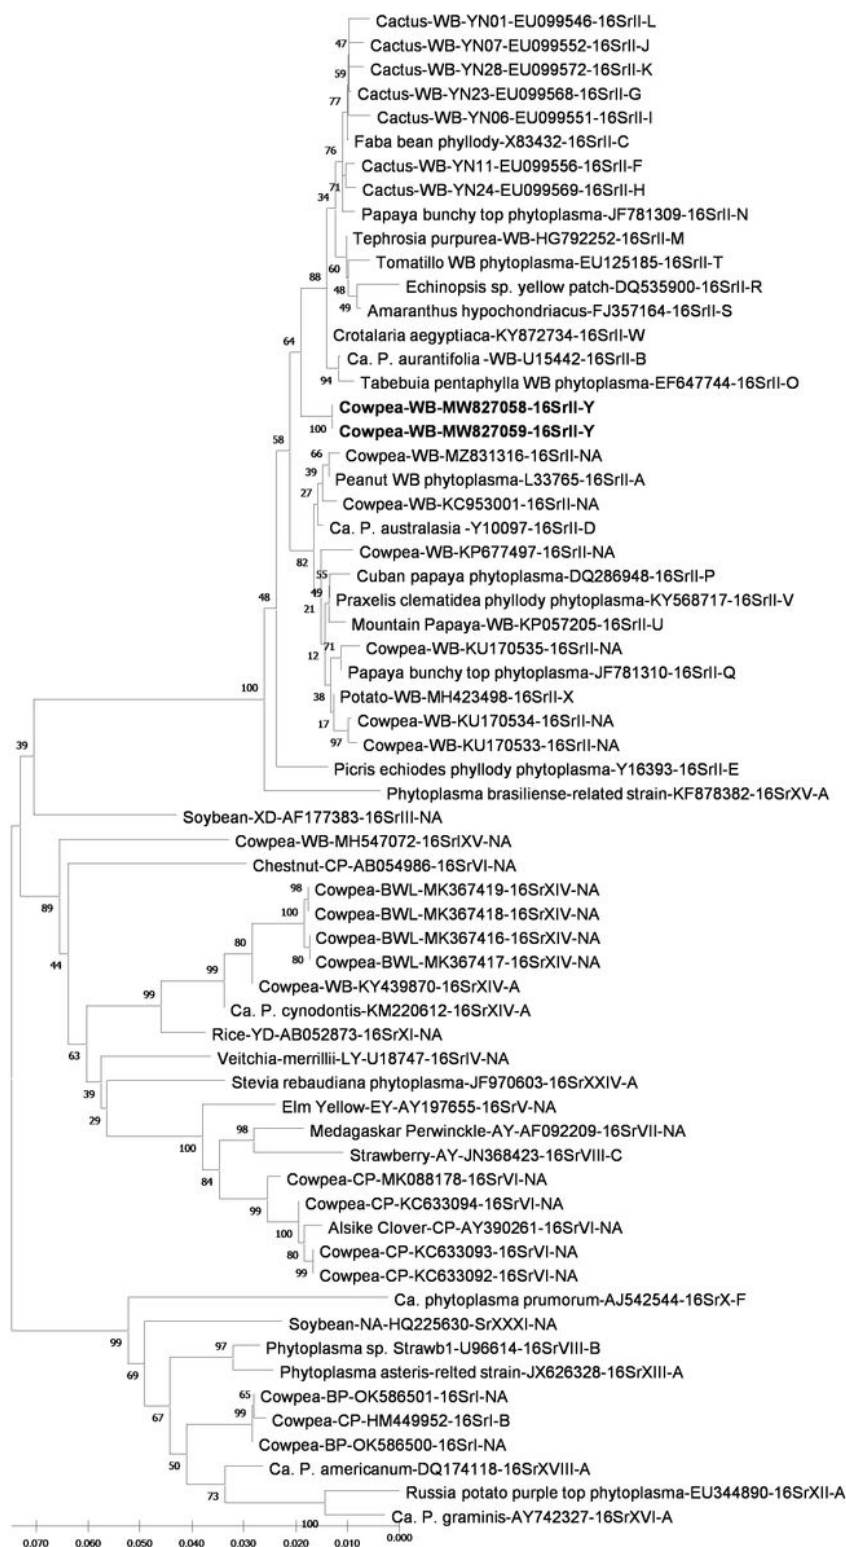 Cactus-WB-YN01-EU099546-16SrII-L
47
Cactus-WB-YN07-EU099552-16SrII-J
59
Cactus-WB-YN28-EU099572-16SrII-K
77
Cactus-WB-YN23-EU099568-16SrII-G
Cactus-WB-YN06-EU099551-16SrII-I
76
Faba bean phyllody-X83432-16SrII-C
Cactus-WB-YN11-EU099556-16SrII-F
34
71
Cactus-WB-YN24-EU099569-16SrII-H
Papaya bunchy top phytoplasma-JF781309-16SrII-N
Tephrosia purpurea-WB-HG792252-16SrII-M
88
60
Tomatillo WB phytoplasma-EU125185-16SrII-T
48
Echinopsis sp. yellow patch-DQ535900-16SrII-R
49
Amaranthus hypochondriacus-FJ357164-16SrII-S
64
Crotalaria aegyptiaca-KY872734-16SrII-W
Ca. P. aurantifolia -WB-U15442-16SrII-B
94
Tabebuia pentaphylla WB phytoplasma-EF647744-16SrII-O
Cowpea-WB-MW827058-16SrII-Y
58
100
Cowpea-WB-MW827059-16SrII-Y
66
Cowpea-WB-MZ831316-16SrII-NA
39
Peanut WB phytoplasma-L33765-16SrII-A
27
Cowpea-WB-KC953001-16SrII-NA
Ca. P. australasia -Y10097-16SrII-D
82
Cowpea-WB-KP677497-16SrII-NA
55
Cuban papaya phytoplasma-DQ286948-16SrII-P
48
49
21
Praxelis clematidea phyllody phytoplasma-KY568717-16SrII-V
Mountain Papaya-WB-KP057205-16SrII-U
12
71
Cowpea-WB-KU170535-16SrII-NA
Papaya bunchy top phytoplasma-JF781310-16SrII-Q
100
38
Potato-WB-MH423498-16SrII-X
17
Cowpea-WB-KU170534-16SrII-NA
39
97
Cowpea-WB-KU170533-16SrII-NA
Picris echiodes phyllody phytoplasma-Y16393-16SrII-E
Phytoplasma brasiliense-related strain-KF878382-16SrXV-A
Soybean-XD-AF177383-16SrIII-NA
Cowpea-WB-MH547072-16SrIXV-NA
Chestnut-CP-AB054986-16SrVI-NA
89
98
Cowpea-BWL-MK367419-16SrXIV-NA
100
Cowpea-BWL-MK367418-16SrXIV-NA
80
Cowpea-BWL-MK367416-16SrXIV-NA
44
99
80
Cowpea-BWL-MK367417-16SrXIV-NA
99
Cowpea-WB-KY439870-16SrXIV-A
Ca. P. cynodontis-KM220612-16SrXIV-A
Rice-YD-AB052873-16SrXI-NA
63
Veitchia-merrillii-LY-U18747-16SrIV-NA
39
Stevia rebaudiana phytoplasma-JF970603-16SrXXIV-A
29
Elm Yellow-EY-AY197655-16SrV-NA
98
Medagaskar Perwinckle-AY-AF092209-16SrVII-NA
100
Strawberry-AY-JN368423-16SrVIII-C
84
Cowpea-CP-MK088178-16SrVI-NA
99
Cowpea-CP-KC633094-16SrVI-NA
100
Alsike Clover-CP-AY390261-16SrVI-NA
80
Cowpea-CP-KC633093-16SrVI-NA
99
Cowpea-CP-KC633092-16SrVI-NA
Ca. phytoplasma prumorum-AJ542544-16SrX-F
99
Soybean-NA-HQ225630-SrXXXI-NA
97
Phytoplasma sp. Strawb1-U96614-16SrVIII-B
69
Phytoplasma asteris-relted strain-JX626328-16SrXIII-A
65
Cowpea-BP-OK586501-16SrI-NA
67
99
Cowpea-CP-HM449952-16SrI-B
Cowpea-BP-OK586500-16SrI-NA
50
Ca. P. americanum-DQ174118-16SrXVIII-A
73
Russia potato purple top phytoplasma-EU344890-16SrXII-A
100
Ca. P. graminis-AY742327-16SrXVI-A
0.070 0.060 0.050 0.040 0.030 0.020 0.010 0.000